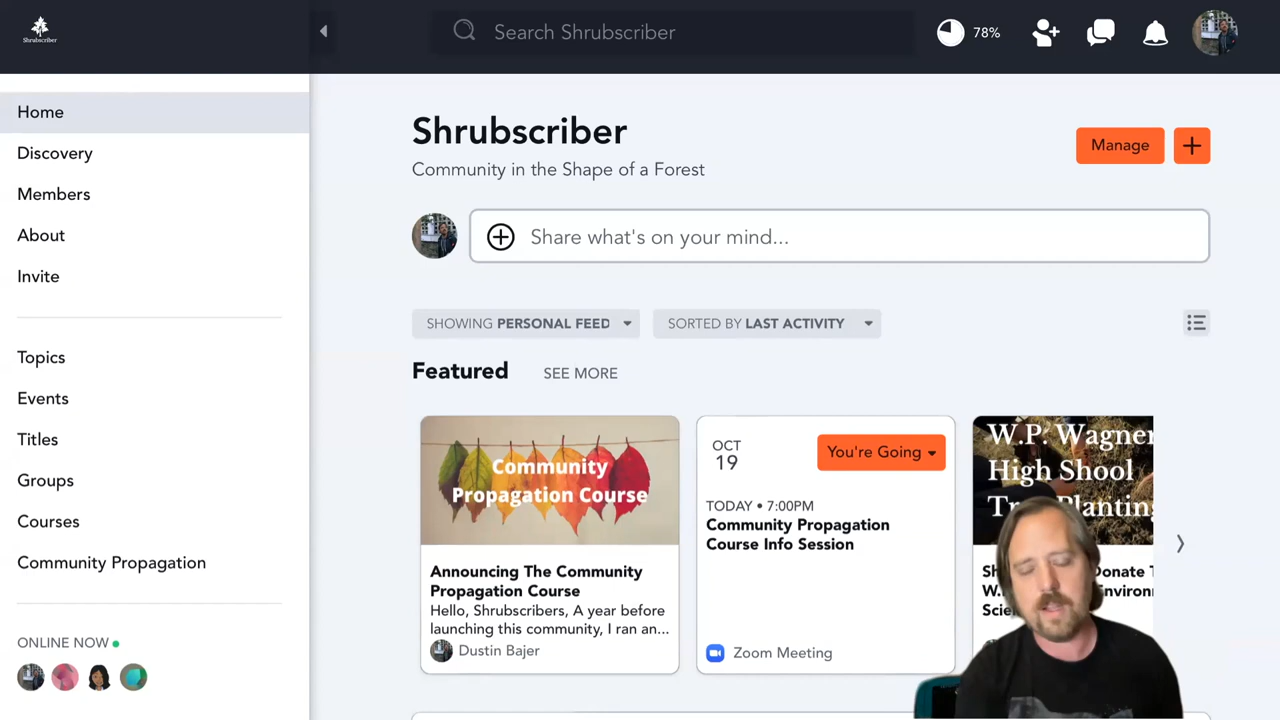 Shrubscriber
Search Shrubscriber
78%
Home
Discovery
Members
About
Invite
Topics
Events
Titles
Groups
Courses
Community Propagation
ONLINE NOW
Shrubscriber
Community in the Shape of a Forest
Manage
Share what's on your mind...
SHOWING PERSONAL FEED
SORTED BY LAST ACTIVITY
Featured
SEE MORE
Community
Propagation Course
Announcing The Community
Propagation Course
Hello, Shrubscribers, A year before
launching this community, I ran an...
Dustin Bajer
OCT
19
You're Going
TODAY • 7:00PM
Community Propagation
Course Info Session
Zoom Meeting
W.P. Wagner
High Shool
Planting
Donate